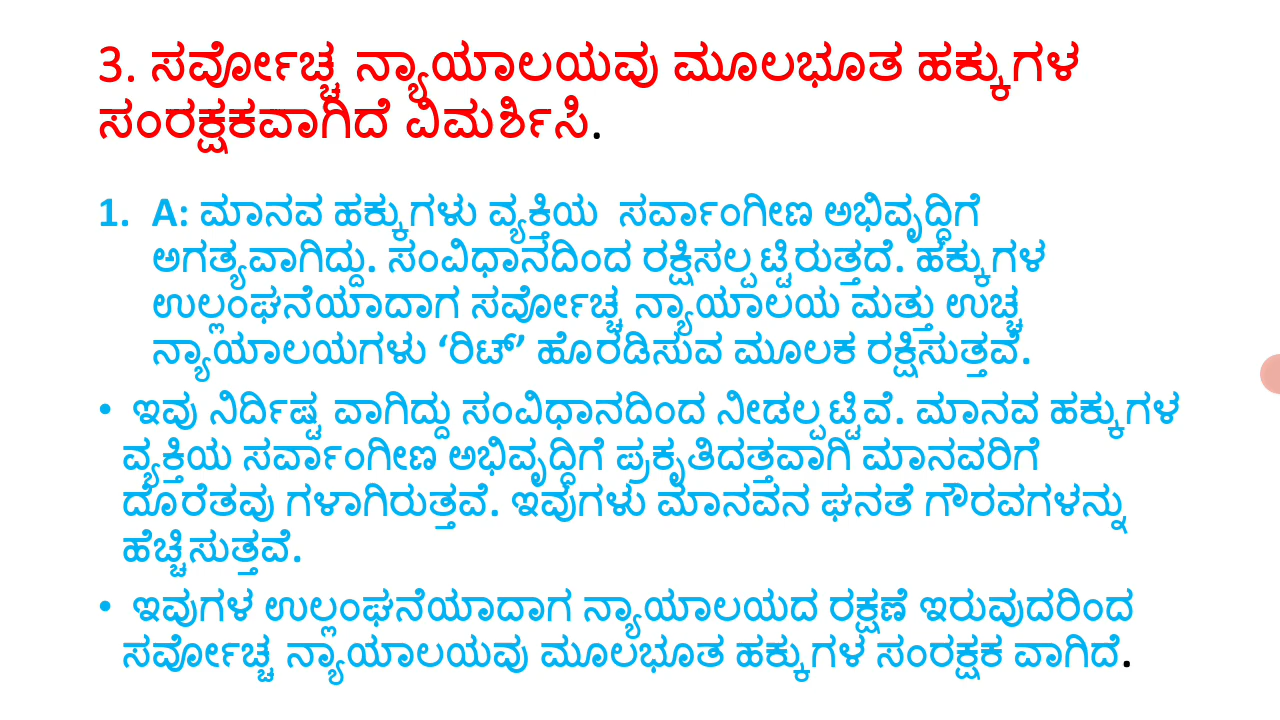 3. ಸರ್ವೋಚ್ಚ ನ್ಯಾಯಾಲಯವು ಮೂಲಭೂತ ಹಕ್ಕುಗಳ
ಸಂರಕ್ಷಕವಾಗಿದೆ ವಿಮರ್ಶಿಸಿ.
1. A: ಮಾನವ ಹಕ್ಕುಗಳು ವ್ಯಕ್ತಿಯ ಸರ್ವಾಂಗೀಣ ಅಭಿವೃದ್ಧಿಗೆ
ಅಗತ್ಯವಾಗಿದ್ದು. ಸಂವಿಧಾನದಿಂದ ರಕ್ಷಿಸಲ್ಪಟ್ಟಿರುತ್ತದೆ. ಹಕ್ಕುಗಳ
ಉಲ್ಲಂಘನೆಯಾದಾಗ ಸರ್ವೋಚ್ಚ ನ್ಯಾಯಾಲಯ ಮತ್ತು ಉಚ್ಚ
ನ್ಯಾಯಾಲಯಗಳು ‘ರಿಟ್’ ಹೊರಡಿಸುವ ಮೂಲಕ ರಕ್ಷಿಸುತ್ತವೆ.
• ಇವು ನಿರ್ದಿಷ್ಟ ವಾಗಿದ್ದು ಸಂವಿಧಾನದಿಂದ ನೀಡಲ್ಪಟ್ಟಿವೆ. ಮಾನವ ಹಕ್ಕುಗಳ
ವ್ಯಕ್ತಿಯ ಸರ್ವಾಂಗೀಣ ಅಭಿವೃದ್ಧಿಗೆ ಪ್ರಕೃತಿದತ್ತವಾಗಿ ಮಾನವರಿಗೆ
ದೊರೆತವು ಗಳಾಗಿರುತ್ತವೆ. ಇವುಗಳು ಮಾನವನ ಘನತೆ ಗೌರವಗಳನ್ನು
ಹೆಚ್ಚಿಸುತ್ತವೆ.
• ಇವುಗಳ ಉಲ್ಲಂಘನೆಯಾದಾಗ ನ್ಯಾಯಾಲಯದ ರಕ್ಷಣೆ ಇರುವುದರಿಂದ
ಸರ್ವೋಚ್ಚ ನ್ಯಾಯಾಲಯವು ಮೂಲಭೂತ ಹಕ್ಕುಗಳ ಸಂರಕ್ಷಕ ವಾಗಿದೆ.